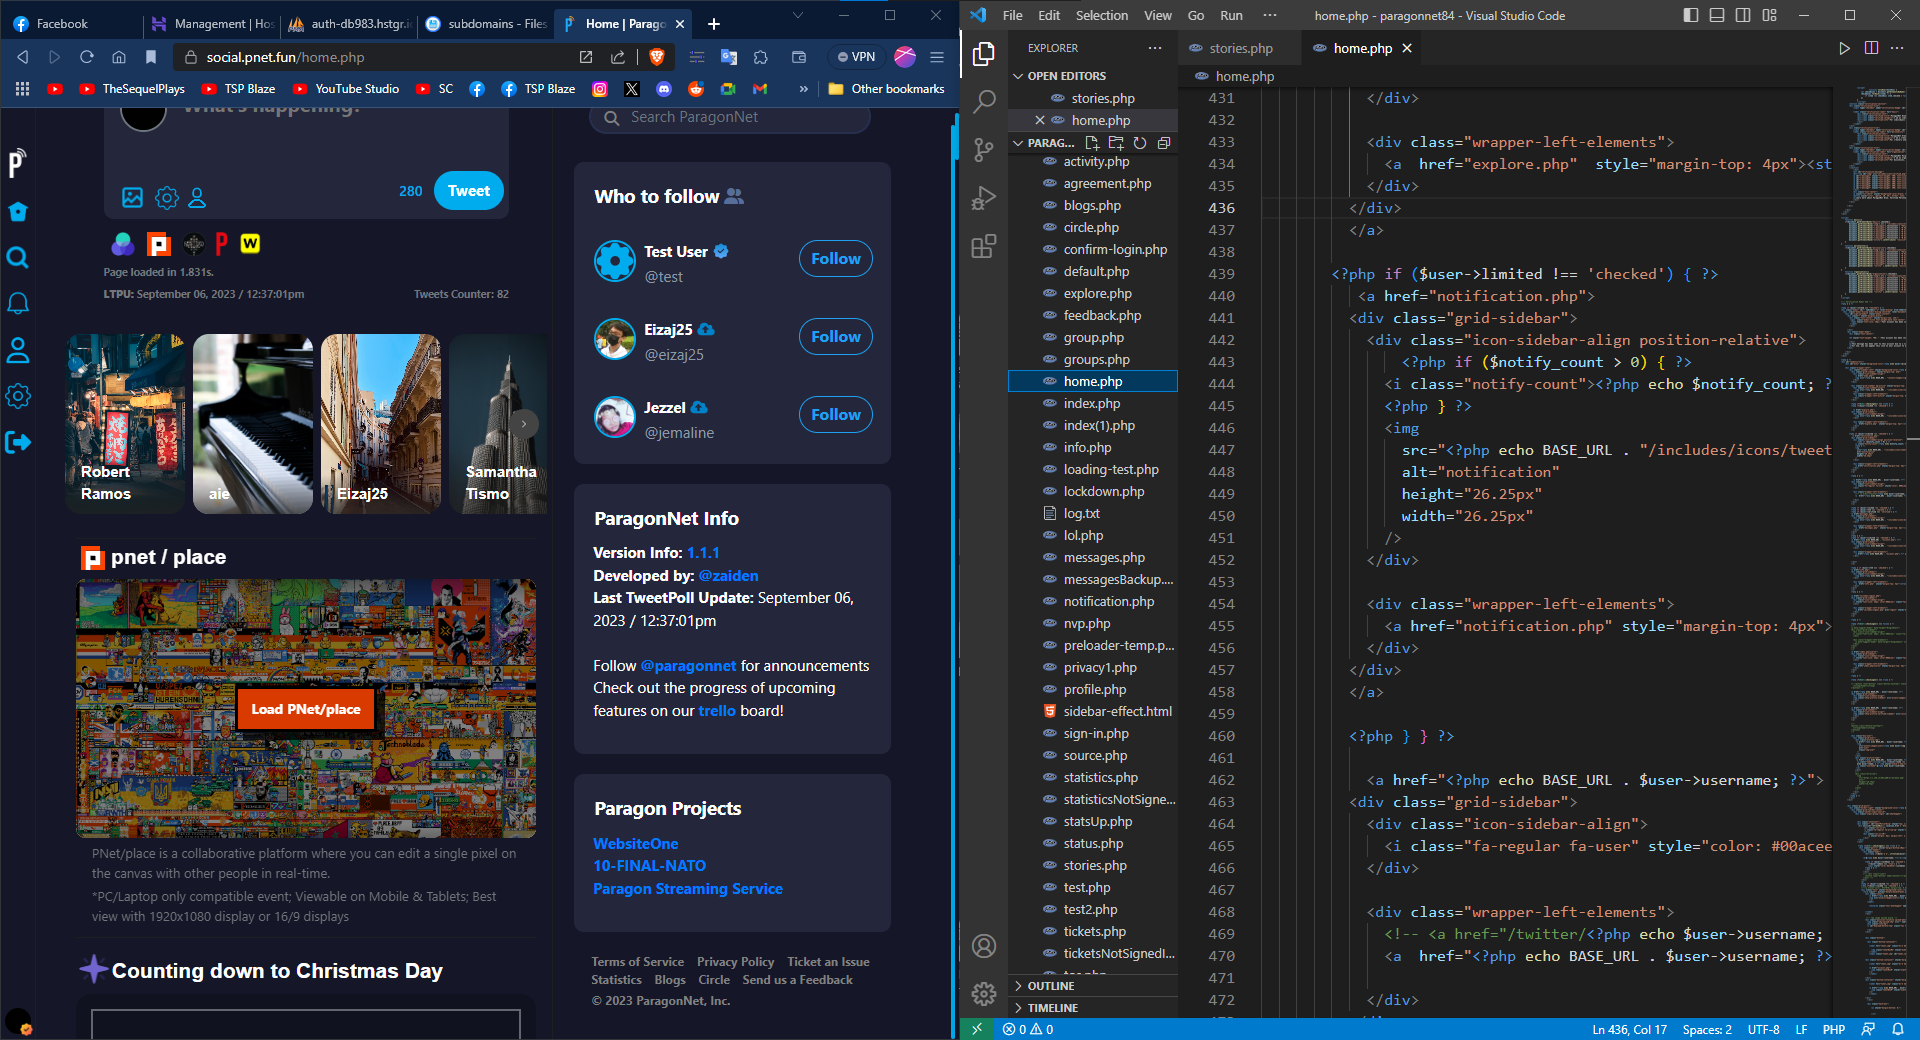 Facebook
Management | Hos
auth-db983.hstgr.i
subdomains - Files
Home | Parago
social.pnet.fun/home.php
VPN
TheSequelPlays
TSP Blaze
YouTube Studio
SC
TSP Blaze
Other bookmarks
What's happening?
280
Tweet
Page loaded in 1.831s.
LTPU: September 06, 2023 / 12:37:01pm
Tweets Counter: 82
Robert
Ramos
aie
Eizaj25
Samantha
Tismo
pnet / place
Load PNet/place
PNet/place is a collaborative platform where you can edit a single pixel on
the canvas with other people in real-time.
*PC/Laptop only compatible event; Viewable on Mobile & Tablets; Best
view with 1920x1080 display or 16/9 displays
Counting down to Christmas Day
Search ParagonNet
Who to follow
Test User
@test
Follow
Eizaj25
@eizaj25
Follow
Jezzel
@jemaline
Follow
ParagonNet Info
Version Info: 1.1.1
Developed by: @zaiden
Last TweetPoll Update: September 06,
2023 / 12:37:01pm
Follow @paragonnet for announcements
Check out the progress of upcoming
features on our trello board!
Paragon Projects
WebsiteOne
10-FINAL-NATO
Paragon Streaming Service
Terms of Service Privacy Policy Ticket an Issue
Statistics Blogs Circle Send us a Feedback
© 2023 ParagonNet, Inc.
File Edit Selection View Go Run ···
home.php - paragonnet84 - Visual Studio Code
EXPLORER
OPEN EDITORS
stories.php
home.php
PARAG...
activity.php
agreement.php
blogs.php
circle.php
confirm-login.php
default.php
explore.php
feedback.php
group.php
groups.php
home.php
index.php
index(1).php
info.php
loading-test.php
lockdown.php
log.txt
lol.php
messages.php
messagesBackup....
notification.php
nvp.php
preloader-temp.p...
privacy1.php
profile.php
sidebar-effect.html
sign-in.php
source.php
statistics.php
statisticsNotSigne...
statsUp.php
status.php
stories.php
test.php
test2.php
tickets.php
ticketsNotSignedI...
OUTLINE
TIMELINE
stories.php
home.php
home.php
431 </div>
432
433 <div class="wrapper-left-elements">
434 <a href="explore.php" style="margin-top: 4px"><st
435 </div>
436 </div>
437 </a>
438
439 <?php if ($user->limited !== 'checked') { ?>
440 <a href="notification.php">
441 <div class="grid-sidebar">
442 <div class="icon-sidebar-align position-relative">
443 <?php if ($notify_count > 0) { ?>
444 <i class="notify-count"><?php echo $notify_count; ?
445 <?php } ?>
446 <img
447 src="<?php echo BASE_URL . "/includes/icons/tweet
448 alt="notification"
449 height="26.25px"
450 width="26.25px"
451 />
452 </div>
453
454 <div class="wrapper-left-elements">
455 <a href="notification.php" style="margin-top: 4px">
456 </div>
457 </div>
458 </a>
459
460 <?php } } ?>
461
462 <a href="<?php echo BASE_URL . $user->username; ?>">
463 <div class="grid-sidebar">
464 <div class="icon-sidebar-align">
465 <i class="fa-regular fa-user" style="color: #00acee
466 </div>
467
468 <div class="wrapper-left-elements">
469 <!-- <a href="/twitter/<?php echo $user->username;
470 <a href="<?php echo BASE_URL . $user->username; ?>
471
472 </div>
0 0
Ln 436, Col 17 Spaces: 2 UTF-8 LF PHP